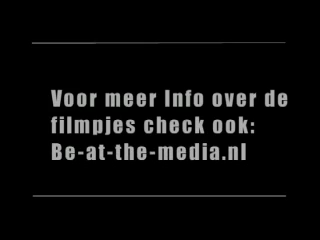 Voor meer Info over de
filmpjes check ook:
Be-at-the-media.nl